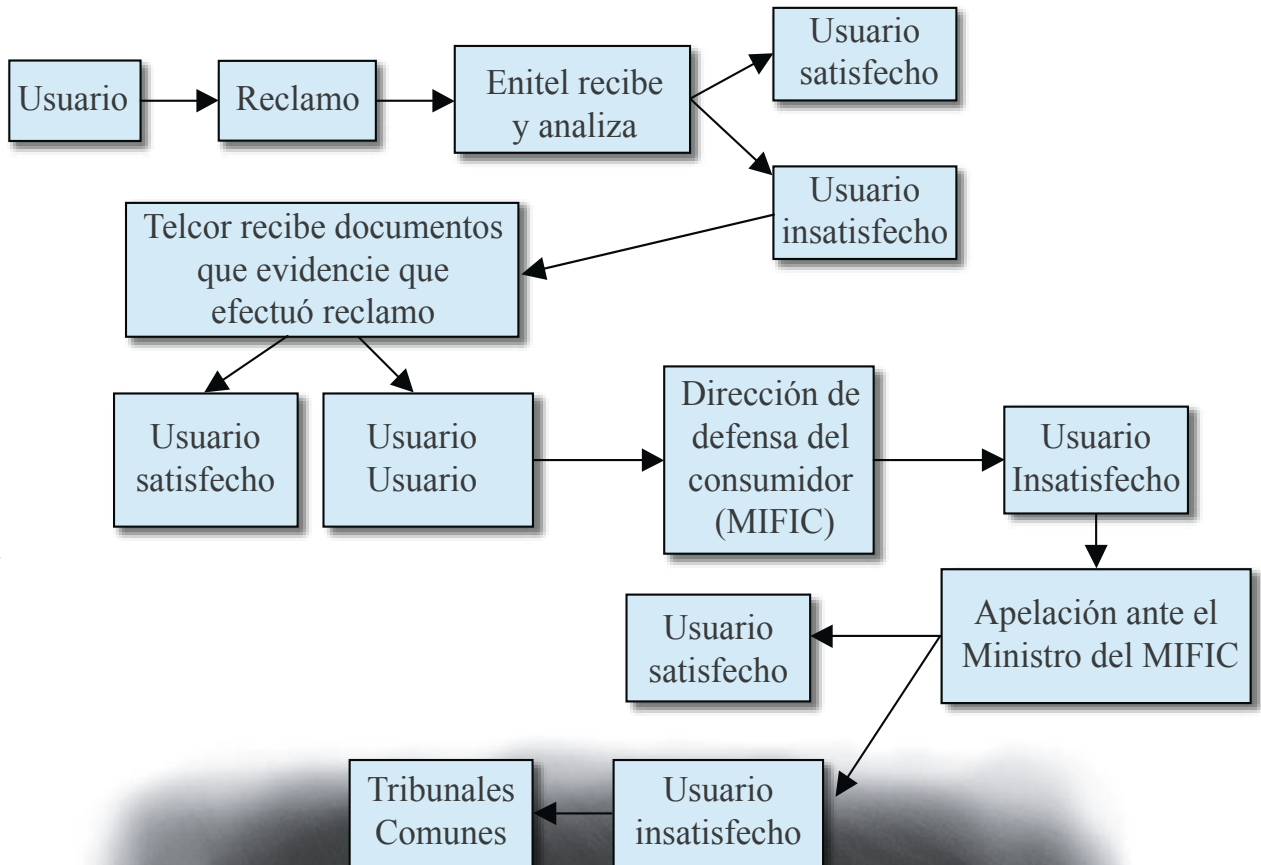 Usuario
Reclamo
Enitel recibe
y analiza
Usuario
satisfecho
Usuario
insatisfecho
Telcor recibe documentos
que evidencie que
efectuó reclamo
Usuario
satisfecho
Usuario
Usuario
Dirección de
defensa del
consumidor
(MIFIC)
Usuario
Insatisfecho
Apelación ante el
Ministro del MIFIC
Usuario
satisfecho
Usuario
insatisfecho
Tribunales
Comunes